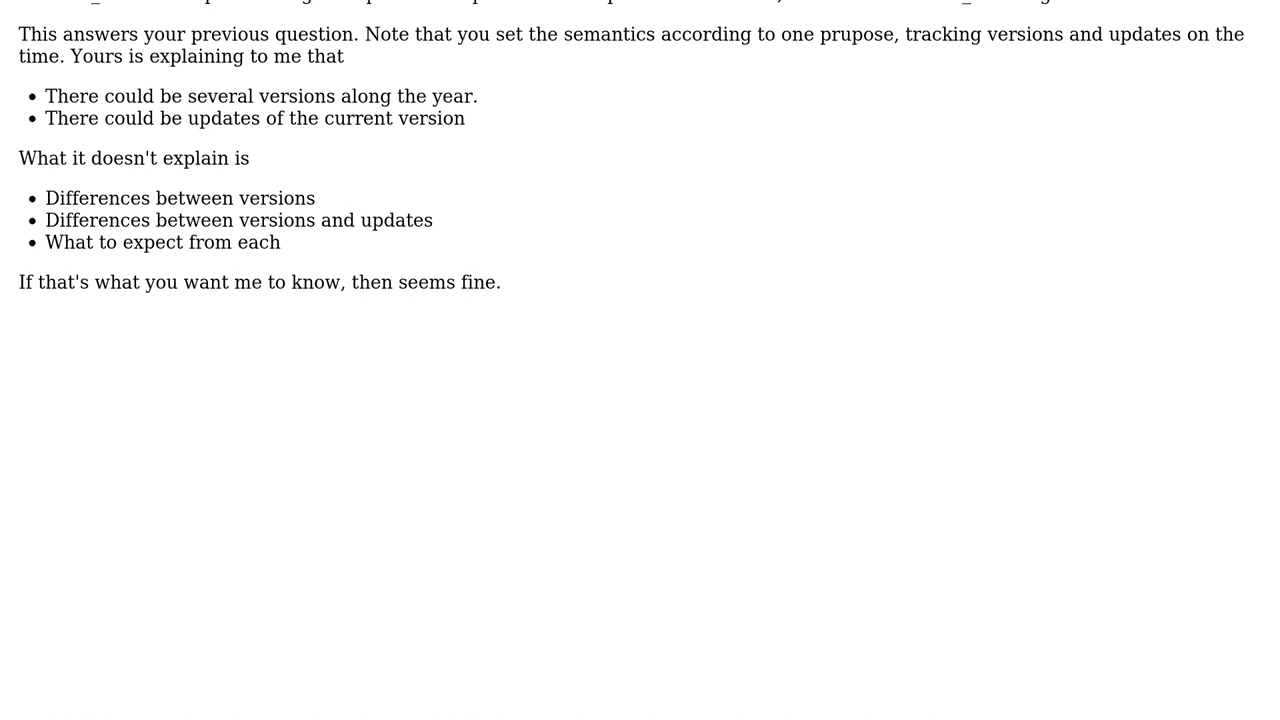 This answers your previous question. Note that you set the semantics according to one prupose, tracking versions and updates on the
time. Yours is explaining to me that
There could be several versions along the year.
There could be updates of the current version
What it doesn't explain is
Differences between versions
Differences between versions and updates
What to expect from each
If that's what you want me to know, then seems fine.